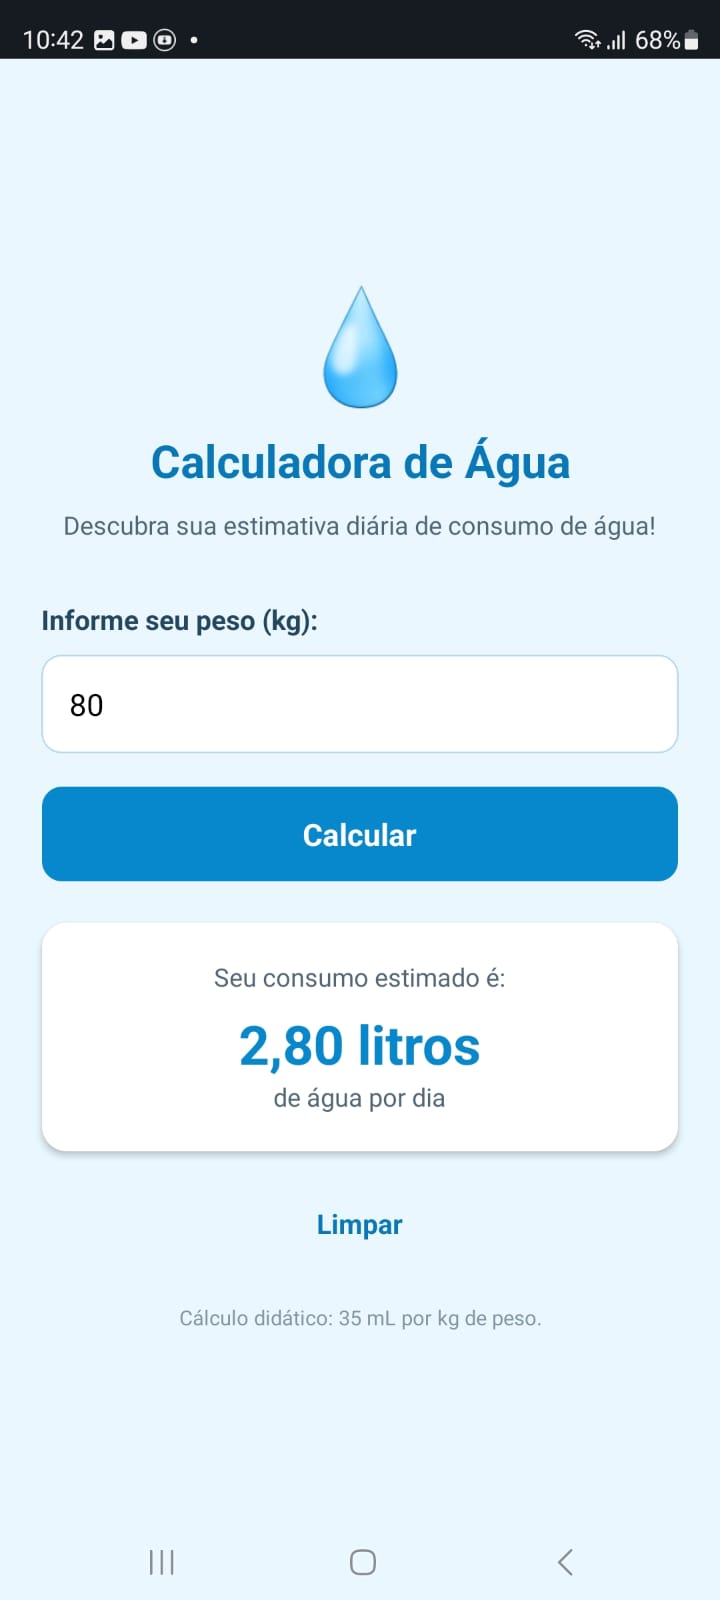 10:42
68%
Calculadora de Água
Descubra sua estimativa diária de consumo de água!
Informe seu peso (kg):
80
Calcular
Seu consumo estimado é:
2,80 litros
de água por dia
Limpar
Cálculo didático: 35 mL por kg de peso.